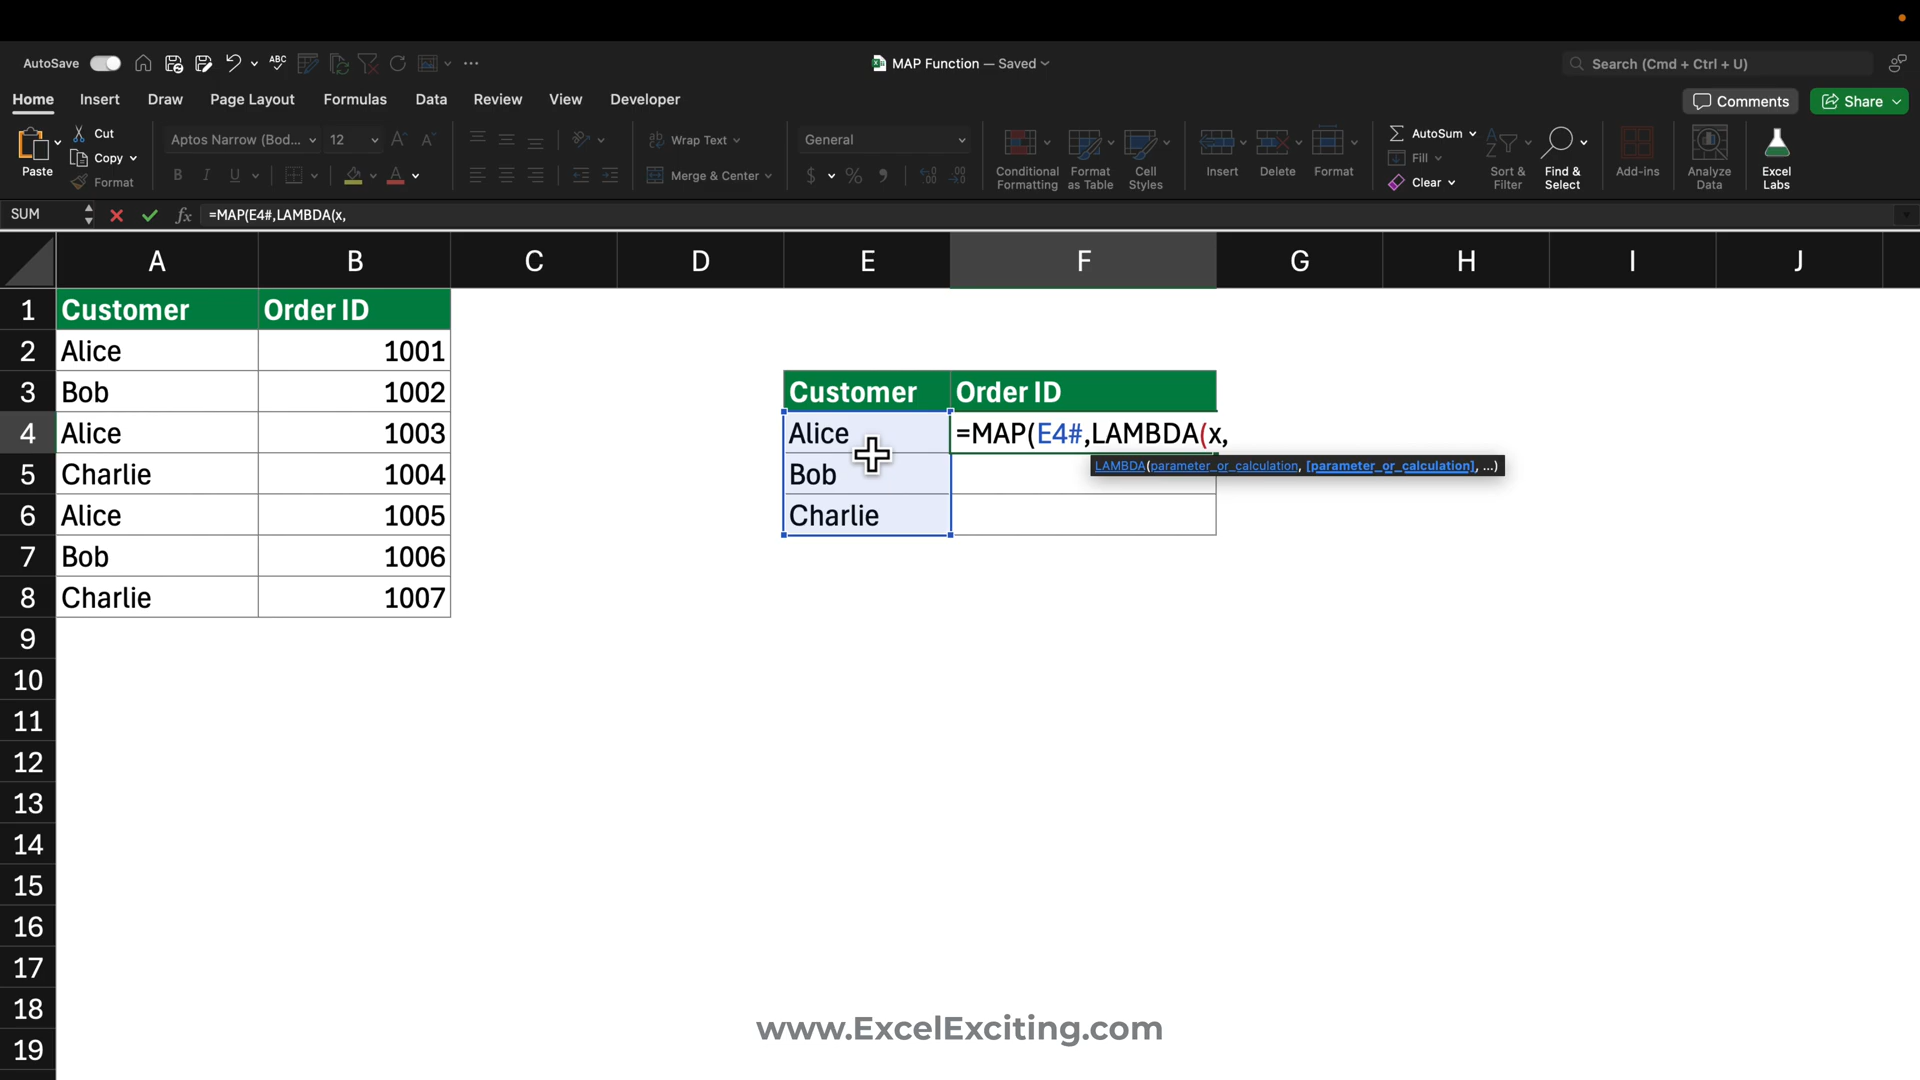 AutoSave
ABC
MAP Function — Saved
Search (Cmd + Ctrl + U)
Home Insert Draw Page Layout Formulas Data Review View Developer
Comments Share
Paste
Cut
Copy
Format
Aptos Narrow (Bod... 12
B I U
Wrap Text
Merge & Center
General
Conditional Formatting
Format as Table
Cell Styles
Insert
Delete
Format
AutoSum
Fill
Clear
Sort & Filter
Find & Select
Add-ins
Analyze Data
Excel Labs
SUM fx =MAP(E4#,LAMBDA(x,
A B C D E F G H I J
1 Customer Order ID
2 Alice 1001
3 Bob 1002 Customer Order ID
4 Alice 1003 Alice =MAP(E4#,LAMBDA(x,
LAMBDA(parameter_or_calculation, [parameter_or_calculation], ...)
5 Charlie 1004 Bob
6 Alice 1005 Charlie
7 Bob 1006
8 Charlie 1007
9
10
11
12
13
14
15
16
17
18
www.ExcelExciting.com
19